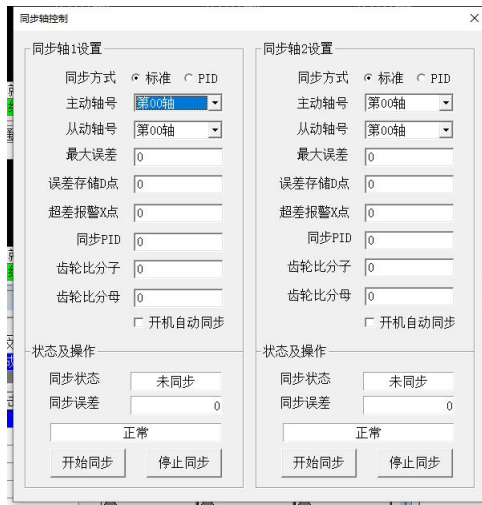 同步轴控制
同步轴1设置
同步方式 标准 PID
主动轴号 第00轴
从动轴号 第00轴
最大误差 0
误差存储D点 0
超差报警X点 0
同步PID 0
齿轮比分子 0
齿轮比分母 0
开机自动同步
状态及操作
同步状态 未同步
同步误差 0
正常
开始同步 停止同步
同步轴2设置
同步方式 标准 PID
主动轴号 第00轴
从动轴号 第00轴
最大误差 0
误差存储D点 0
超差报警X点 0
同步PID 0
齿轮比分子 0
齿轮比分母 0
开机自动同步
状态及操作
同步状态 未同步
同步误差 0
正常
开始同步 停止同步